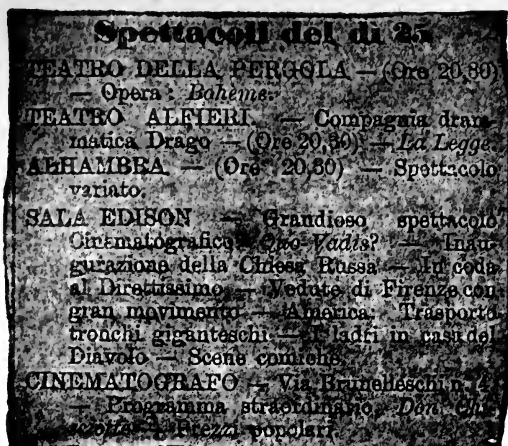 Spettacoli del dì 25
TEATRO DELLA PERGOLA — (Ore 20,30)
— Opera: Bohème.
TEATRO ALFIERI. — Compagnia dram-
matica Drago — (Ore 20,30) — La Legge.
ALHAMBRA — (Ore 20,30) — Spettacolo
variato.
SALA EDISON — Grandioso spettacolo
Cinematografico — Quo Vadis? — Inau-
gurazione della Chiesa Russa — In coda
al Direttissimo — Vedute di Firenze con
gran movimento — America: Trasporto
tronchi giganteschi — I ladri in casa del
Diavolo — Scene comiche.
CINEMATOGRAFO — Via Brunelleschi n.
— Programma straordinario. Don Chi-
sciotte — Prezzi popolari.